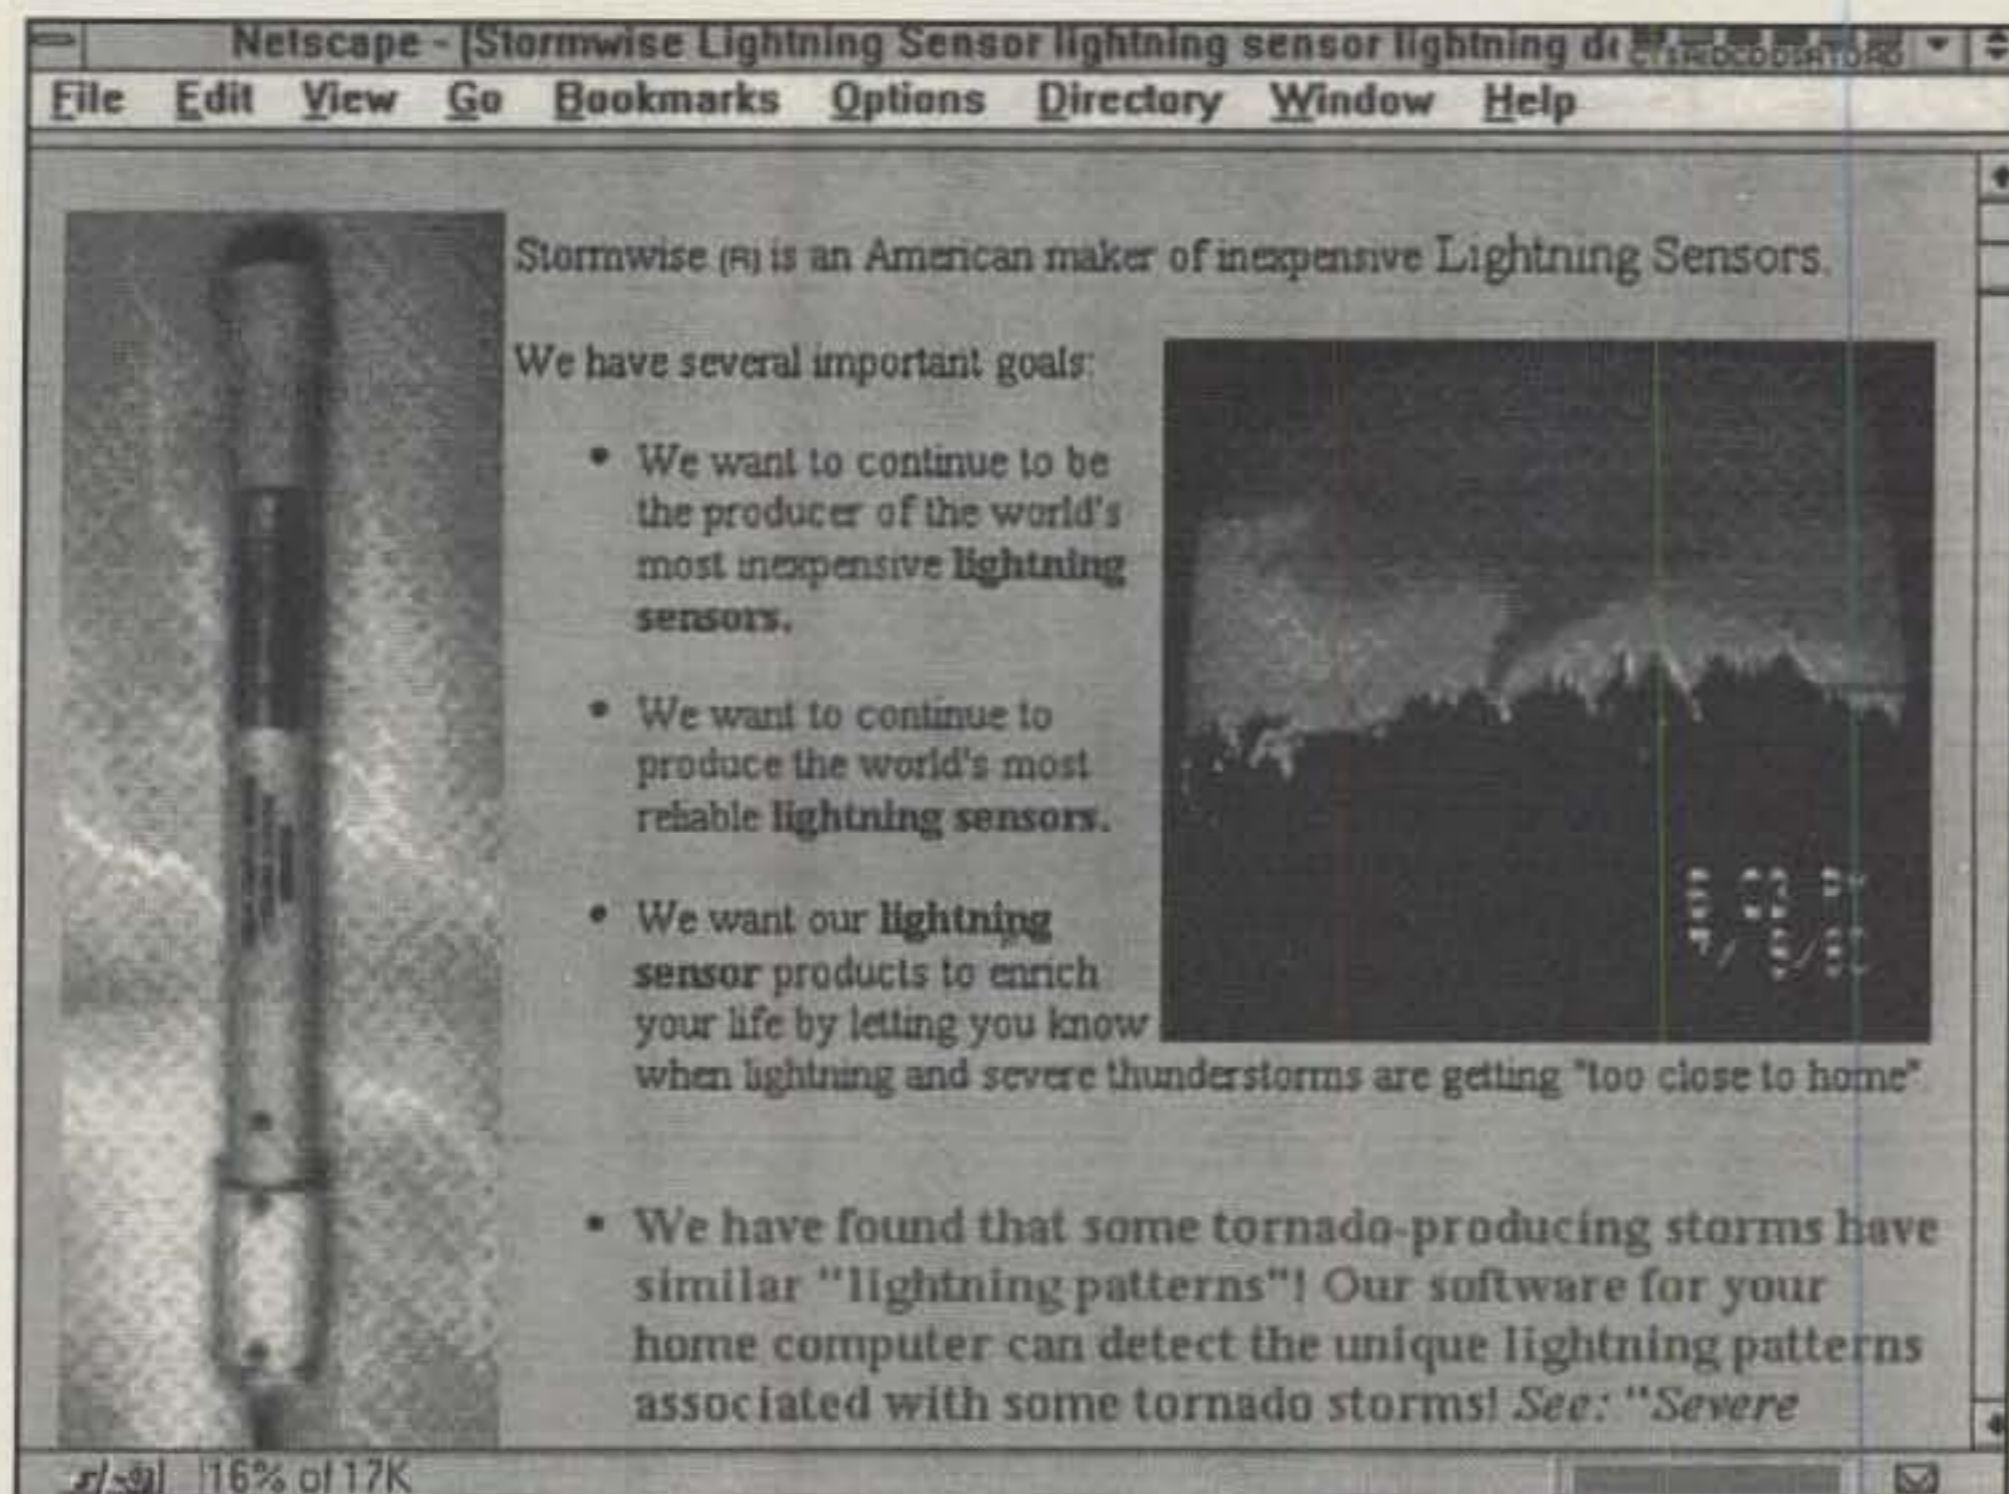 Netscape - [Stormwise Lightning Sensor lightning sensor lightning de
File Edit View Go Bookmarks Options Directory Window Help
Stormwise (R) is an American maker of inexpensive Lightning Sensors.
We have several important goals:
• We want to continue to be
the producer of the world's
most inexpensive lightning
sensors.
• We want to continue to
produce the world's most
reliable lightning sensors.
• We want our lightning
sensor products to enrich
your life by letting you know
when lightning and severe thunderstorms are getting "too close to home"
• We have found that some tornado-producing storms have
similar "lightning patterns"! Our software for your
home computer can detect the unique lightning patterns
associated with some tornado storms! See: "Severe
16% of 17K